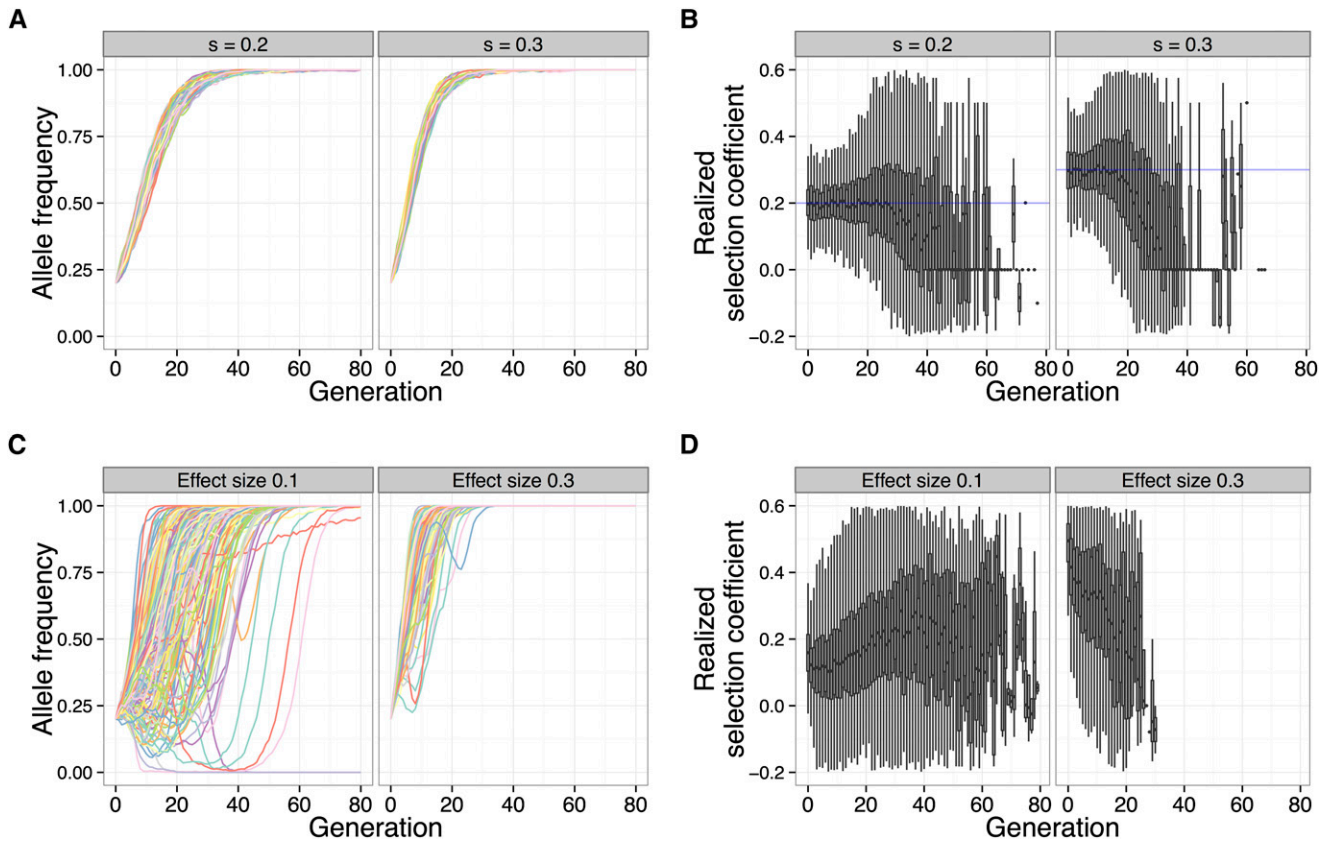 A
s = 0.2
s = 0.3
1.00
0.75
0.50
0.25
0.00
Allele frequency
0 20 40 60 80
0 20 40 60 80
Generation
B
s = 0.2
s = 0.3
0.6
0.4
0.2
0.0
−0.2
Realized
selection coefficient
0 20 40 60 80
0 20 40 60 80
Generation
C
Effect size 0.1
Effect size 0.3
1.00
0.75
0.50
0.25
0.00
Allele frequency
0 20 40 60 80
0 20 40 60 80
Generation
D
Effect size 0.1
Effect size 0.3
0.6
0.4
0.2
0.0
−0.2
Realized
selection coefficient
0 20 40 60 80
0 20 40 60 80
Generation